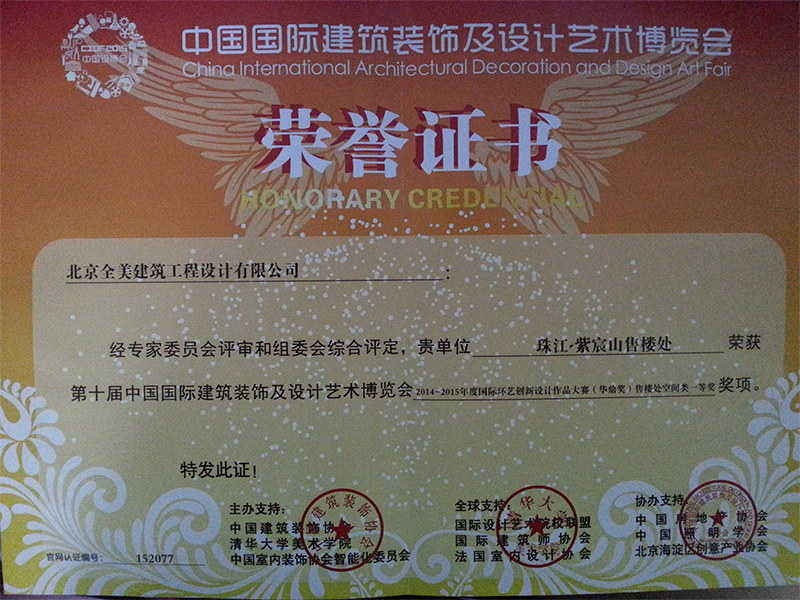 CIADE 2015
中国设博会
中国国际建筑装饰及设计艺术博览会
China International Architectural Decoration and Design Art Fair
荣誉证书
HONORARY CREDENTIAL
北京全美建筑工程设计有限公司：
经专家委员会评审和组委会综合评定，贵单位 珠江·紫宸山售楼处 荣获
第十届中国国际建筑装饰及设计艺术博览会 2014-2015年度国际环艺创新设计作品大赛（华鼎奖）售楼处空间类一等奖 奖项。
特发此证！
主办支持：
中国建筑装饰协会
清华大学美术学院
中国室内装饰协会智能化委员会
全球支持：
国际设计艺术院校联盟
国际建筑师协会
法国室内设计协会
协办支持：
中国房地产协会
中国照明学会
北京海淀区创意产业协会
官网认证编号：152077